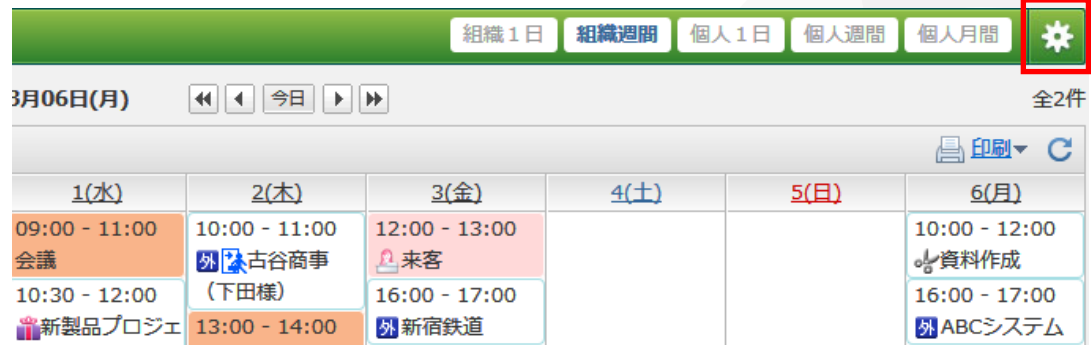 組織１日 組織週間 個人１日 個人週間 個人月間
3月06日(月) 今日 全2件
印刷
1(水) 2(木) 3(金) 4(土) 5(日) 6(月)
09:00 - 11:00 10:00 - 11:00 12:00 - 13:00 10:00 - 12:00
会議 外 古谷商事 来客 資料作成
10:30 - 12:00 （下田様） 16:00 - 17:00 16:00 - 17:00
新製品プロジェ 13:00 - 14:00 外 新宿鉄道 外 ABCシステム